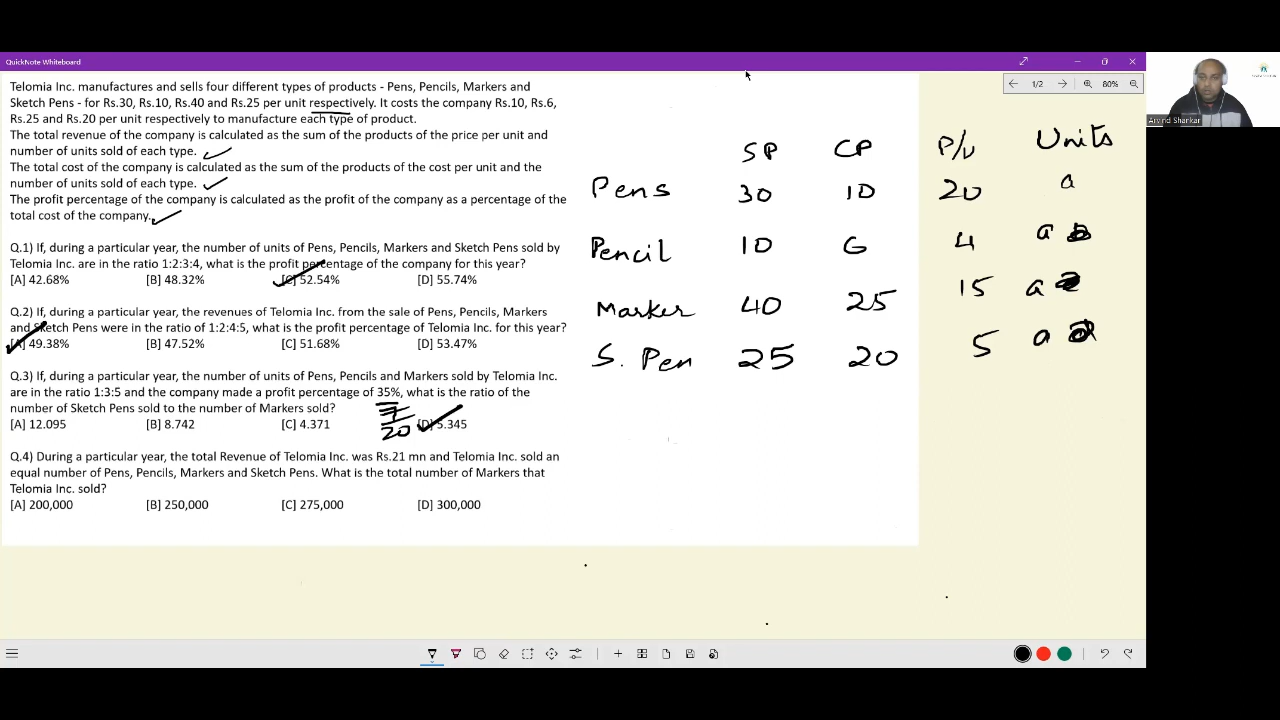 QuickNote Whiteboard
Telomia Inc. manufactures and sells four different types of products - Pens, Pencils, Markers and
Sketch Pens - for Rs.30, Rs.10, Rs.40 and Rs.25 per unit respectively. It costs the company Rs.10, Rs.6,
Rs.25 and Rs.20 per unit respectively to manufacture each type of product.
The total revenue of the company is calculated as the sum of the products of the price per unit and
number of units sold of each type.
The total cost of the company is calculated as the sum of the products of the cost per unit and the
number of units sold of each type.
The profit percentage of the company is calculated as the profit of the company as a percentage of the
total cost of the company.
Q.1) If, during a particular year, the number of units of Pens, Pencils, Markers and Sketch Pens sold by
Telomia Inc. are in the ratio 1:2:3:4, what is the profit percentage of the company for this year?
[A] 42.68% [B] 48.32% [C] 52.54% [D] 55.74%
Q.2) If, during a particular year, the revenues of Telomia Inc. from the sale of Pens, Pencils, Markers
and Sketch Pens were in the ratio of 1:2:4:5, what is the profit percentage of Telomia Inc. for this year?
[A] 49.38% [B] 47.52% [C] 51.68% [D] 53.47%
Q.3) If, during a particular year, the number of units of Pens, Pencils and Markers sold by Telomia Inc.
are in the ratio 1:3:5 and the company made a profit percentage of 35%, what is the ratio of the
number of Sketch Pens sold to the number of Markers sold?
7
20
[A] 12.095 [B] 8.742 [C] 4.371 [D] 5.345
Q.4) During a particular year, the total Revenue of Telomia Inc. was Rs.21 mn and Telomia Inc. sold an
equal number of Pens, Pencils, Markers and Sketch Pens. What is the total number of Markers that
Telomia Inc. sold?
[A] 200,000 [B] 250,000 [C] 275,000 [D] 300,000
SP CP P/U Units
Pens 30 10 20 a
Pencil 10 6 4 a
Marker 40 25 15 a
S. Pen 25 20 5 a
1/2
80%
Arvind Shankar